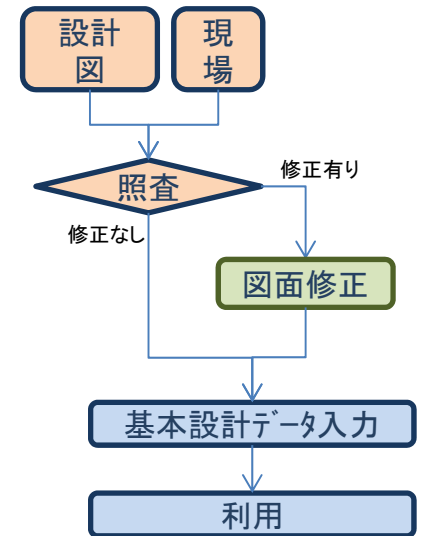 設計
図
現
場
照査
修正有り
修正なし
図面修正
基本設計ﾃﾞｰﾀ入力
利用